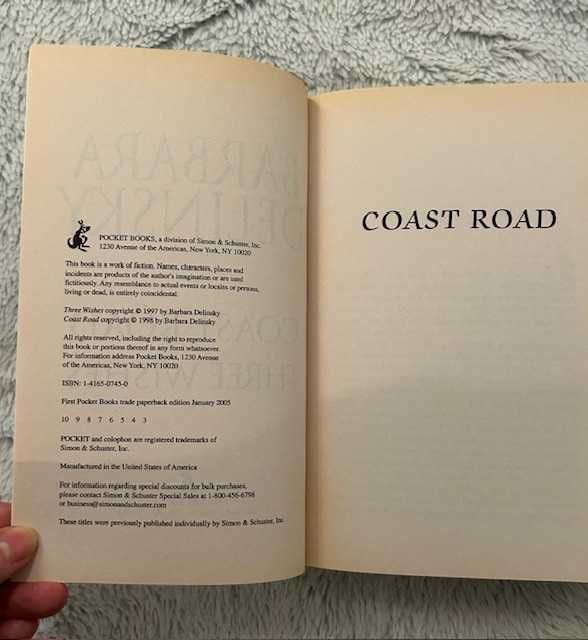 POCKET BOOKS, a division of Simon & Schuster, Inc.
1230 Avenue of the Americas, New York, NY 10020
This book is a work of fiction. Names, characters, places and
incidents are products of the author's imagination or are used
fictitiously. Any resemblance to actual events or locales or persons,
living or dead, is entirely coincidental.
Three Wishes copyright © 1997 by Barbara Delinsky
Coast Road copyright © 1998 by Barbara Delinsky
All rights reserved, including the right to reproduce
this book or portions thereof in any form whatsoever.
For information address Pocket Books, 1230 Avenue
of the Americas, New York, NY 10020
ISBN: 1-4165-0745-0
First Pocket Books trade paperback edition January 2005
10 9 8 7 6 5 4 3
POCKET and colophon are registered trademarks of
Simon & Schuster, Inc.
Manufactured in the United States of America
For information regarding special discounts for bulk purchases,
please contact Simon & Schuster Special Sales at 1-800-456-6798
or business@simonandschuster.com
These titles were previously published individually by Simon & Schuster, Inc.
COAST ROAD